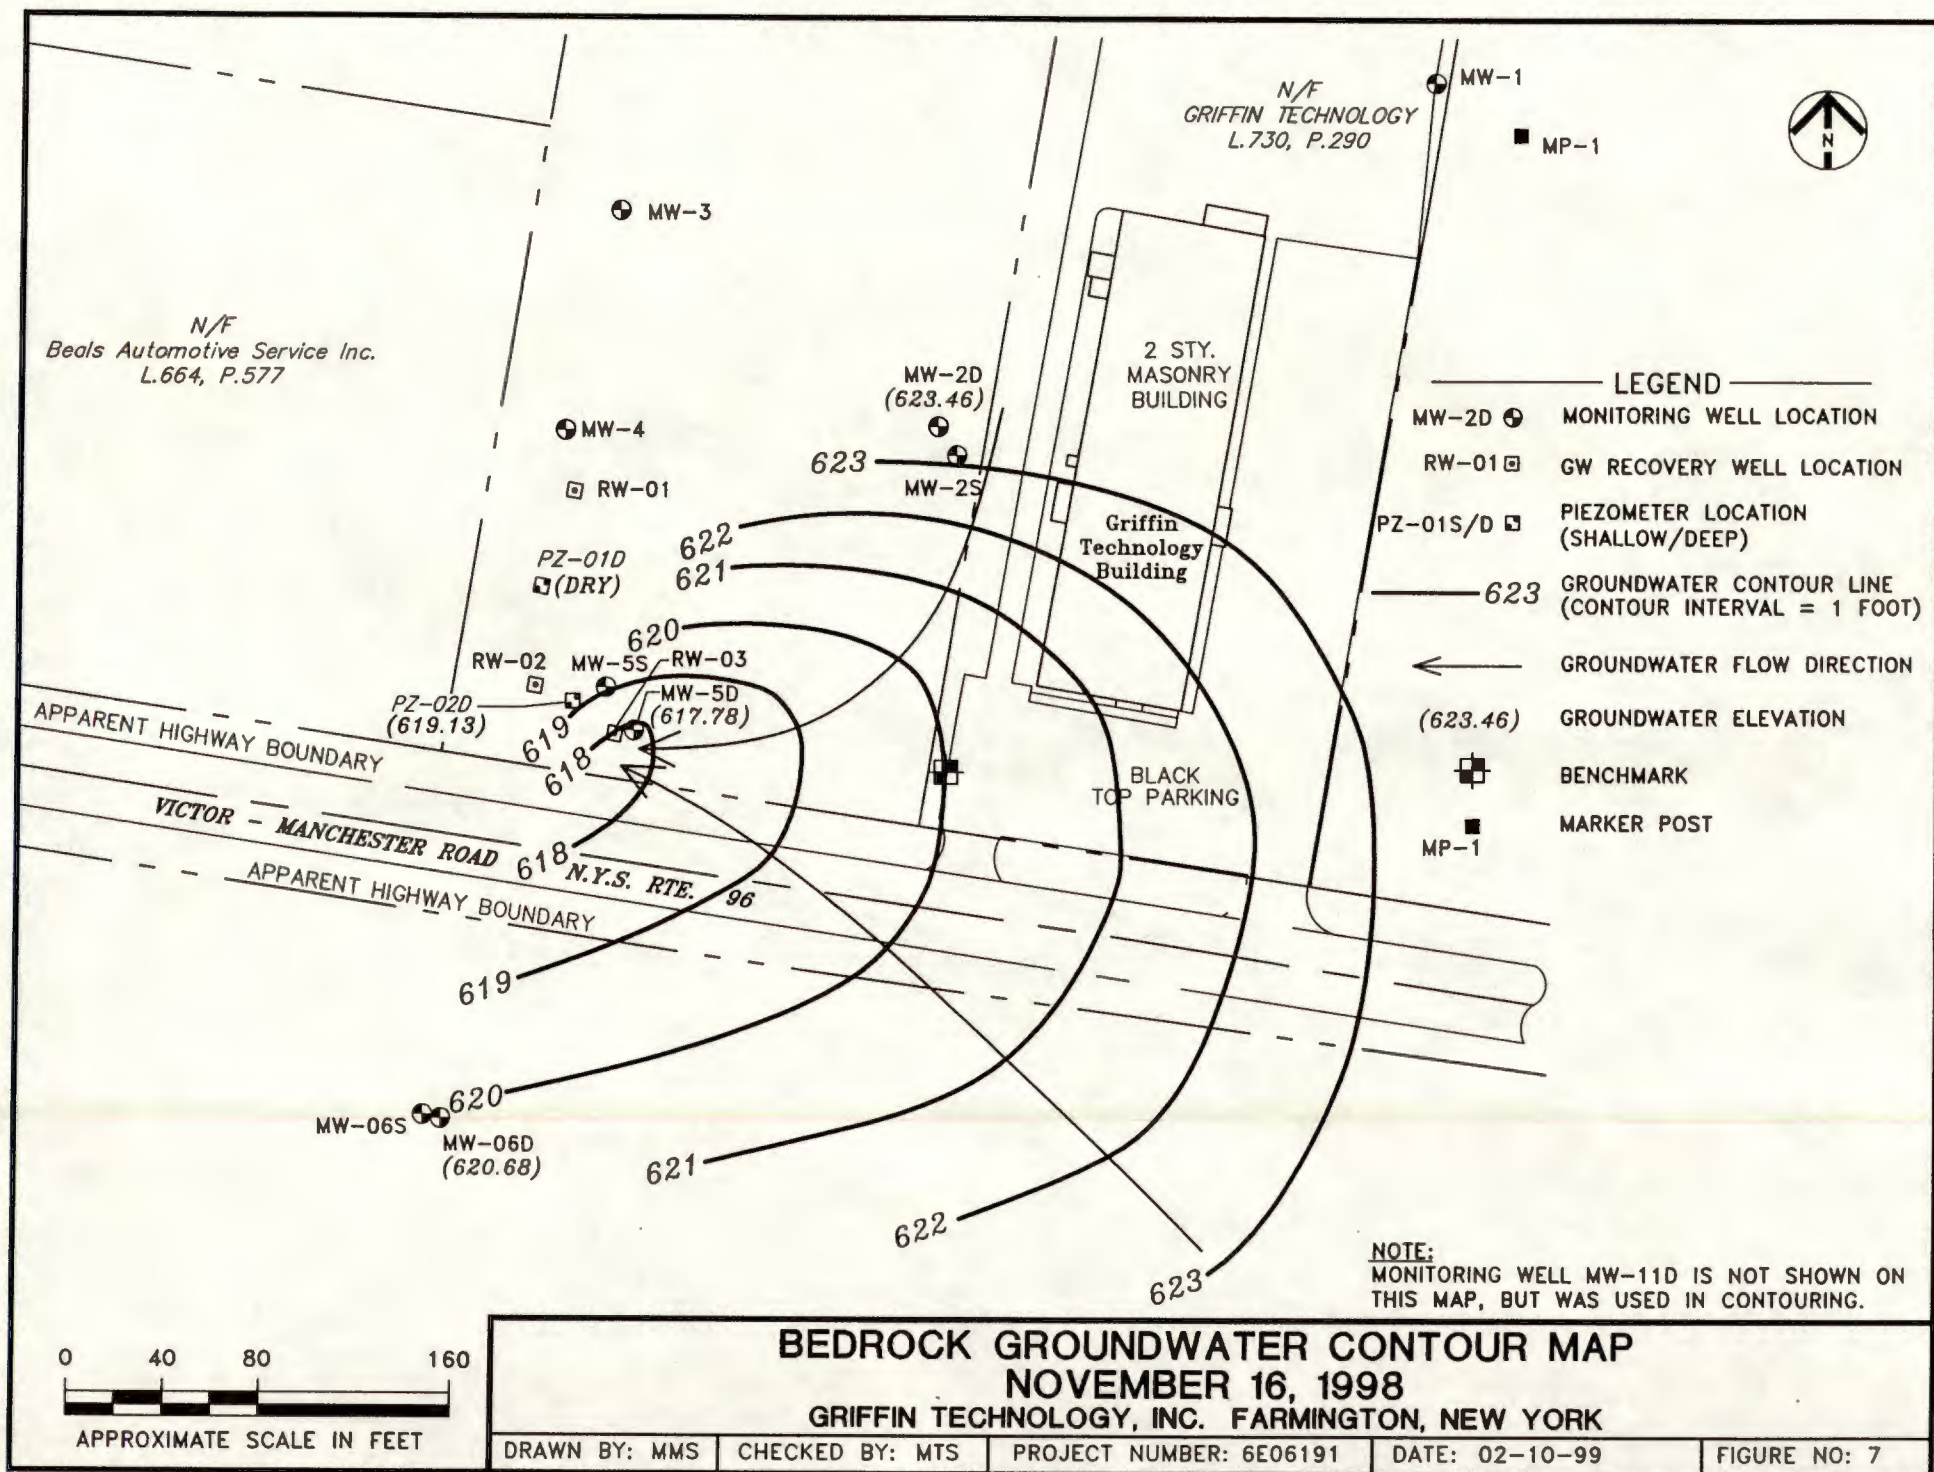 N/F
GRIFFIN TECHNOLOGY
L.730, P.290
MW-1
MP-1
N
MW-3
N/F
Beals Automotive Service Inc.
L.664, P.577
2 STY.
MASONRY
BUILDING
MW-2D
(623.46)
MW-4
RW-01
623
MW-2S
622
Griffin
Technology
Building
621
PZ-01D
(DRY)
620
RW-02
MW-5S
RW-03
MW-5D
(617.78)
PZ-02D
(619.13)
619
618
APPARENT HIGHWAY BOUNDARY
BLACK
TOP PARKING
VICTOR - MANCHESTER ROAD
618
N.Y.S. RTE. 96
APPARENT HIGHWAY BOUNDARY
619
620
MW-06S
MW-06D
(620.68)
621
622
623
LEGEND
MW-2D MONITORING WELL LOCATION
RW-01 GW RECOVERY WELL LOCATION
PZ-01S/D PIEZOMETER LOCATION
(SHALLOW/DEEP)
623 GROUNDWATER CONTOUR LINE
(CONTOUR INTERVAL = 1 FOOT)
GROUNDWATER FLOW DIRECTION
(623.46) GROUNDWATER ELEVATION
BENCHMARK
MARKER POST
MP-1
NOTE:
MONITORING WELL MW-11D IS NOT SHOWN ON
THIS MAP, BUT WAS USED IN CONTOURING.
0 40 80 160
APPROXIMATE SCALE IN FEET
BEDROCK GROUNDWATER CONTOUR MAP
NOVEMBER 16, 1998
GRIFFIN TECHNOLOGY, INC. FARMINGTON, NEW YORK
DRAWN BY: MMS
CHECKED BY: MTS
PROJECT NUMBER: 6E06191
DATE: 02-10-99
FIGURE NO: 7